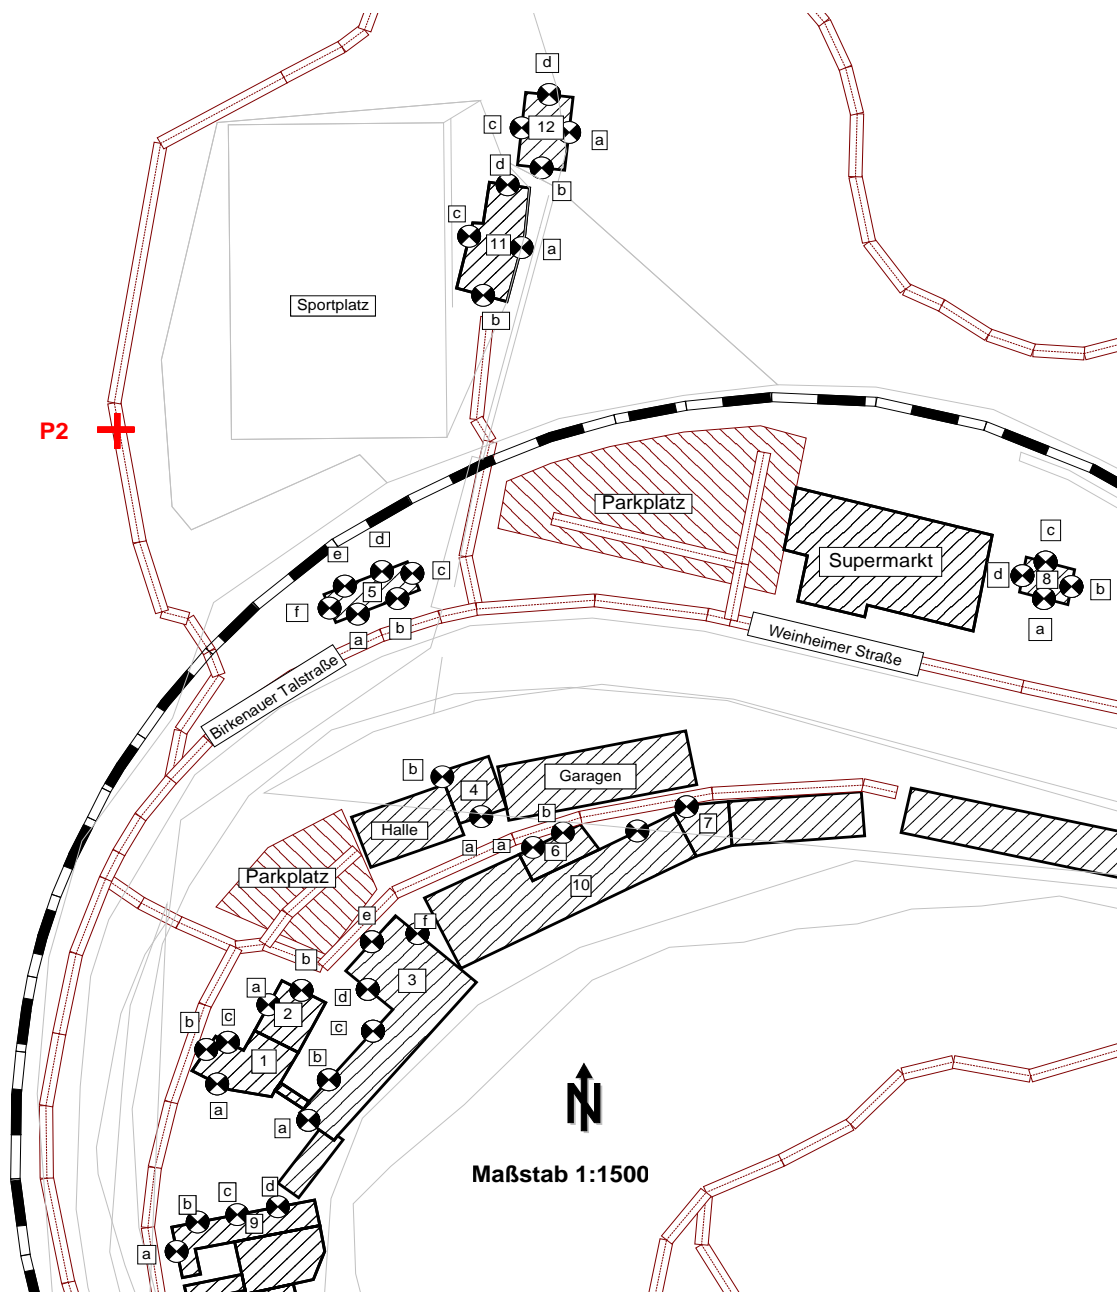 d
c
12
a
d
b
c
11
a
Sportplatz
b
P2
Parkplatz
c
d
e
Supermarkt
c
d
8
b
5
f
a
b
a
Weinheimer Straße
Birkenauer Talstraße
b
Garagen
4
b
Halle
7
a
a
6
Parkplatz
10
e
f
b
3
a
d
2
b
c
c
1
b
a
a
N
Maßstab 1:1500
d
c
b
9
a